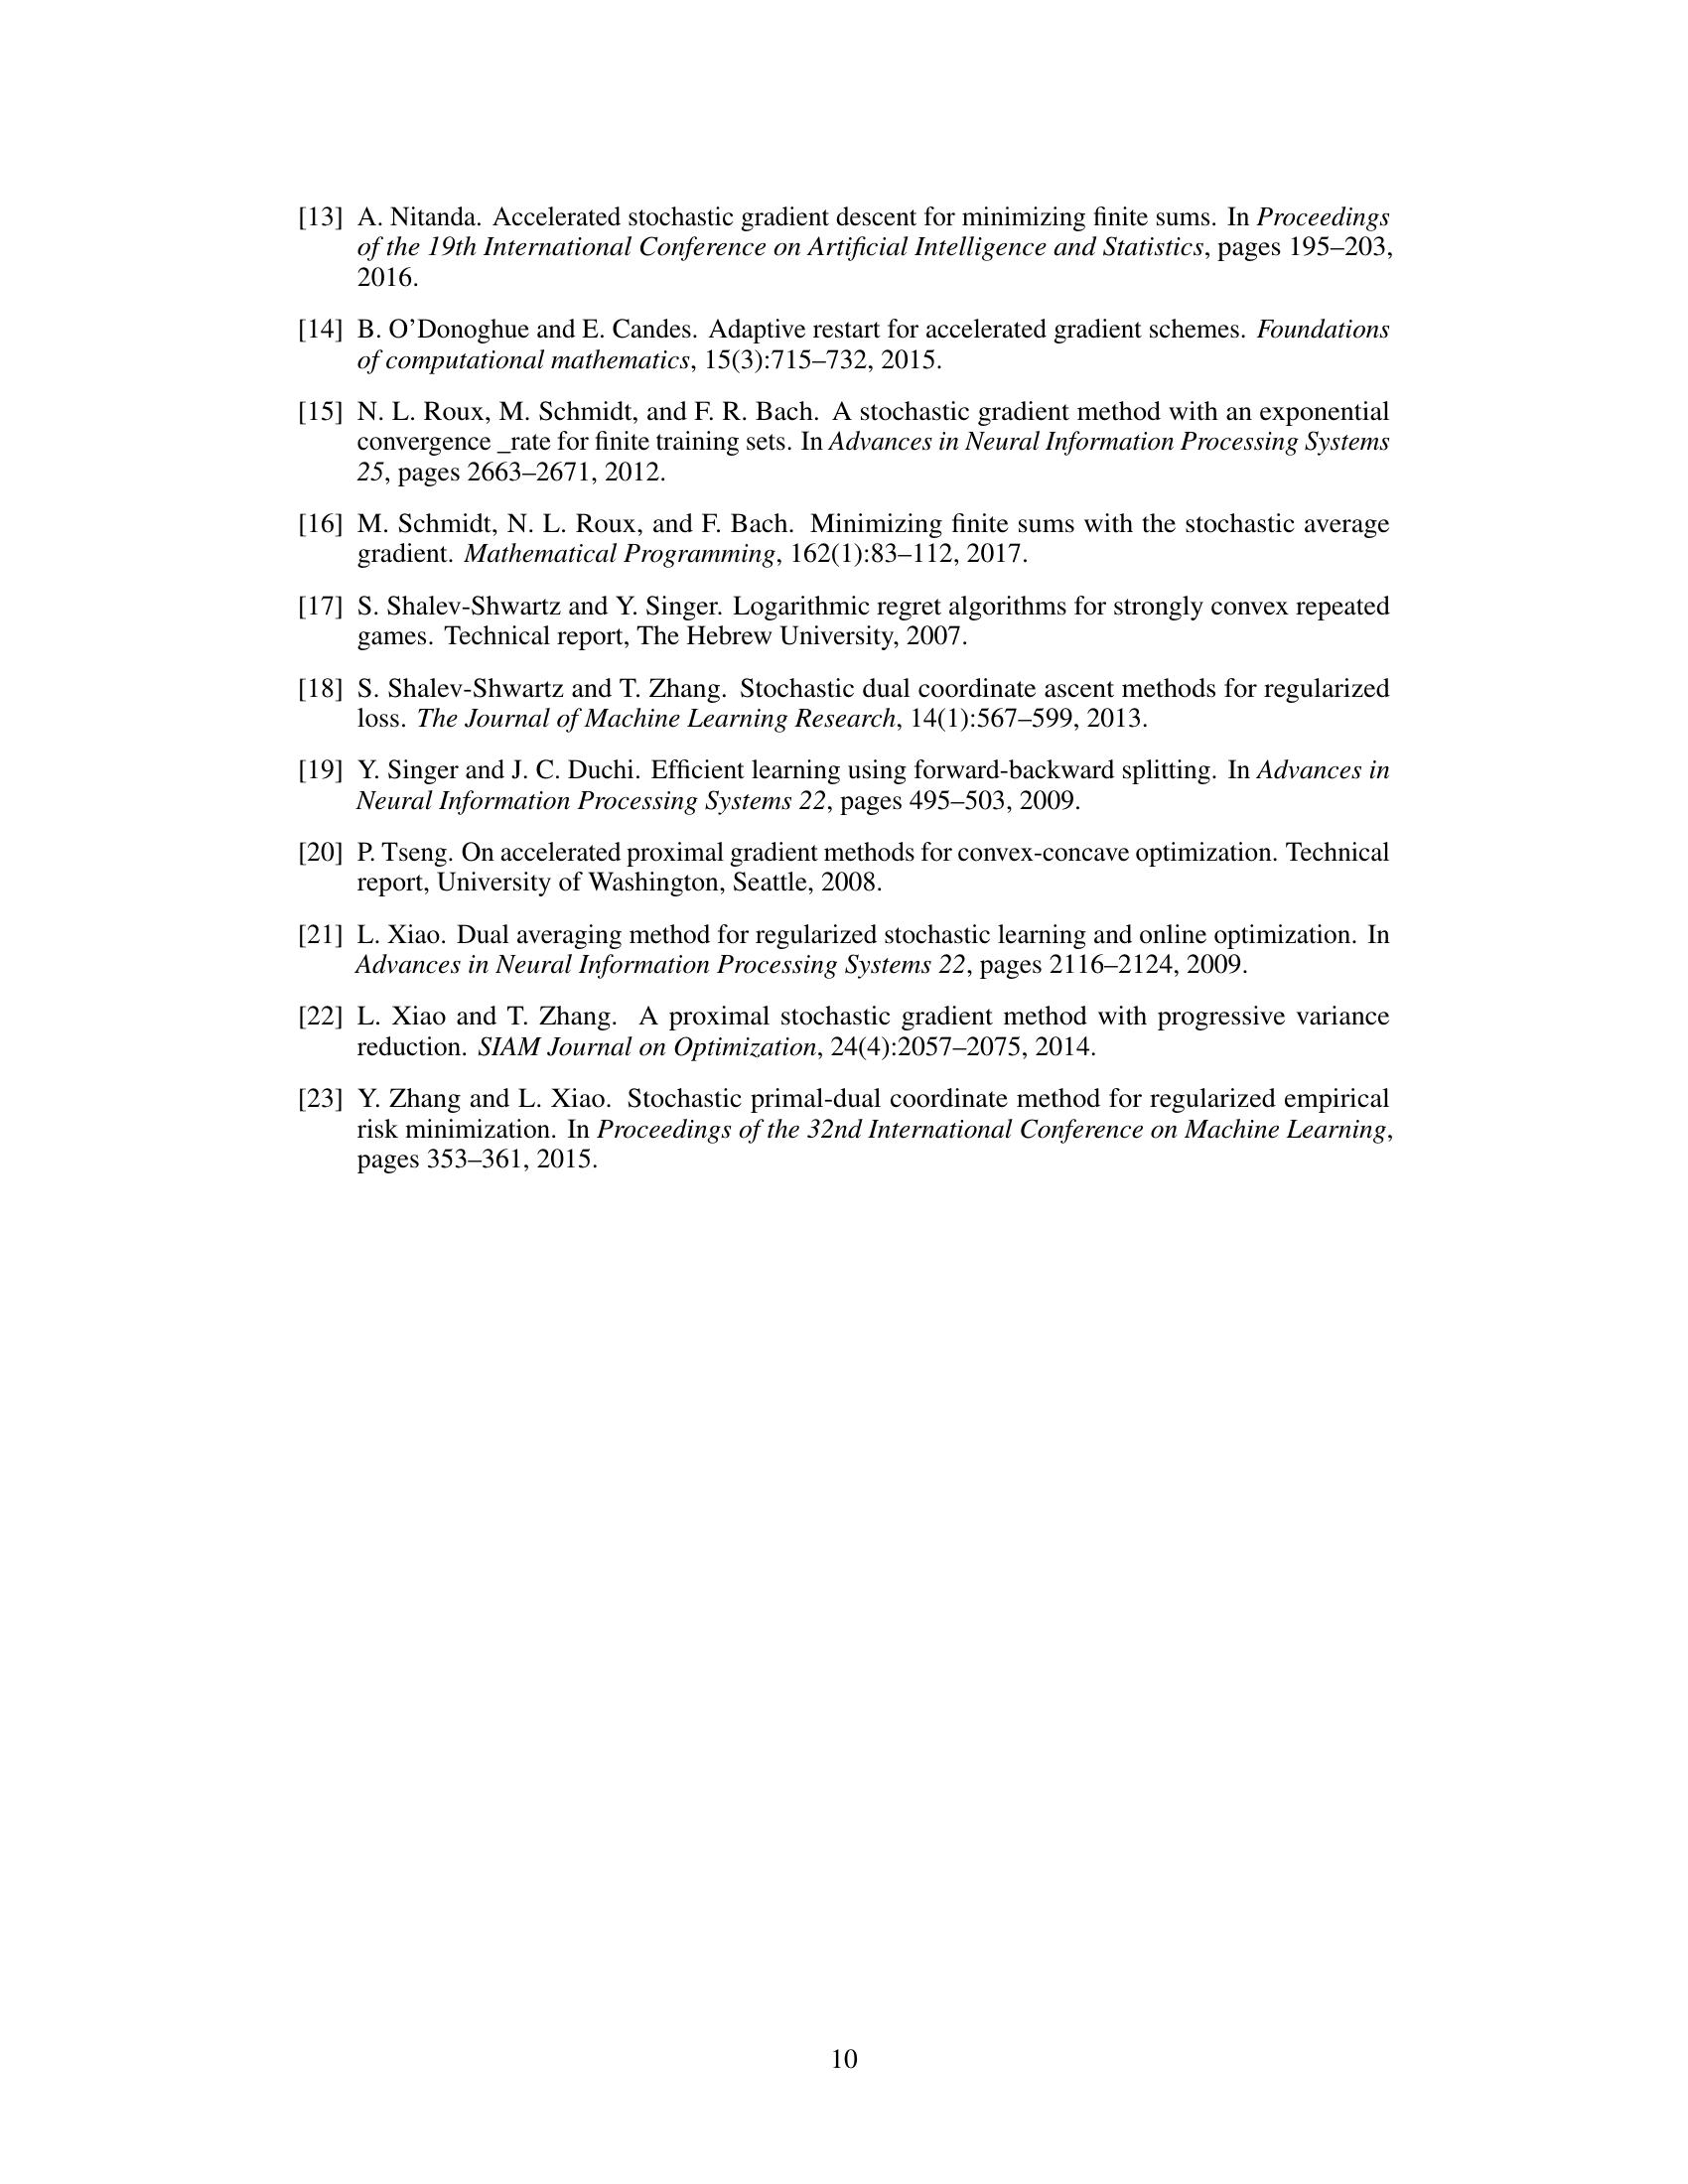 [13] A. Nitanda. Accelerated stochastic gradient descent for minimizing finite sums. In Proceedings
of the 19th International Conference on Artificial Intelligence and Statistics, pages 195–203,
2016.
[14] B. O’Donoghue and E. Candes. Adaptive restart for accelerated gradient schemes. Foundations
of computational mathematics, 15(3):715–732, 2015.
[15] N. L. Roux, M. Schmidt, and F. R. Bach. A stochastic gradient method with an exponential
convergence _rate for finite training sets. In Advances in Neural Information Processing Systems
25, pages 2663–2671, 2012.
[16] M. Schmidt, N. L. Roux, and F. Bach. Minimizing finite sums with the stochastic average
gradient. Mathematical Programming, 162(1):83–112, 2017.
[17] S. Shalev-Shwartz and Y. Singer. Logarithmic regret algorithms for strongly convex repeated
games. Technical report, The Hebrew University, 2007.
[18] S. Shalev-Shwartz and T. Zhang. Stochastic dual coordinate ascent methods for regularized
loss. The Journal of Machine Learning Research, 14(1):567–599, 2013.
[19] Y. Singer and J. C. Duchi. Efficient learning using forward-backward splitting. In Advances in
Neural Information Processing Systems 22, pages 495–503, 2009.
[20] P. Tseng. On accelerated proximal gradient methods for convex-concave optimization. Technical
report, University of Washington, Seattle, 2008.
[21] L. Xiao. Dual averaging method for regularized stochastic learning and online optimization. In
Advances in Neural Information Processing Systems 22, pages 2116–2124, 2009.
[22] L. Xiao and T. Zhang. A proximal stochastic gradient method with progressive variance
reduction. SIAM Journal on Optimization, 24(4):2057–2075, 2014.
[23] Y. Zhang and L. Xiao. Stochastic primal-dual coordinate method for regularized empirical
risk minimization. In Proceedings of the 32nd International Conference on Machine Learning,
pages 353–361, 2015.
10